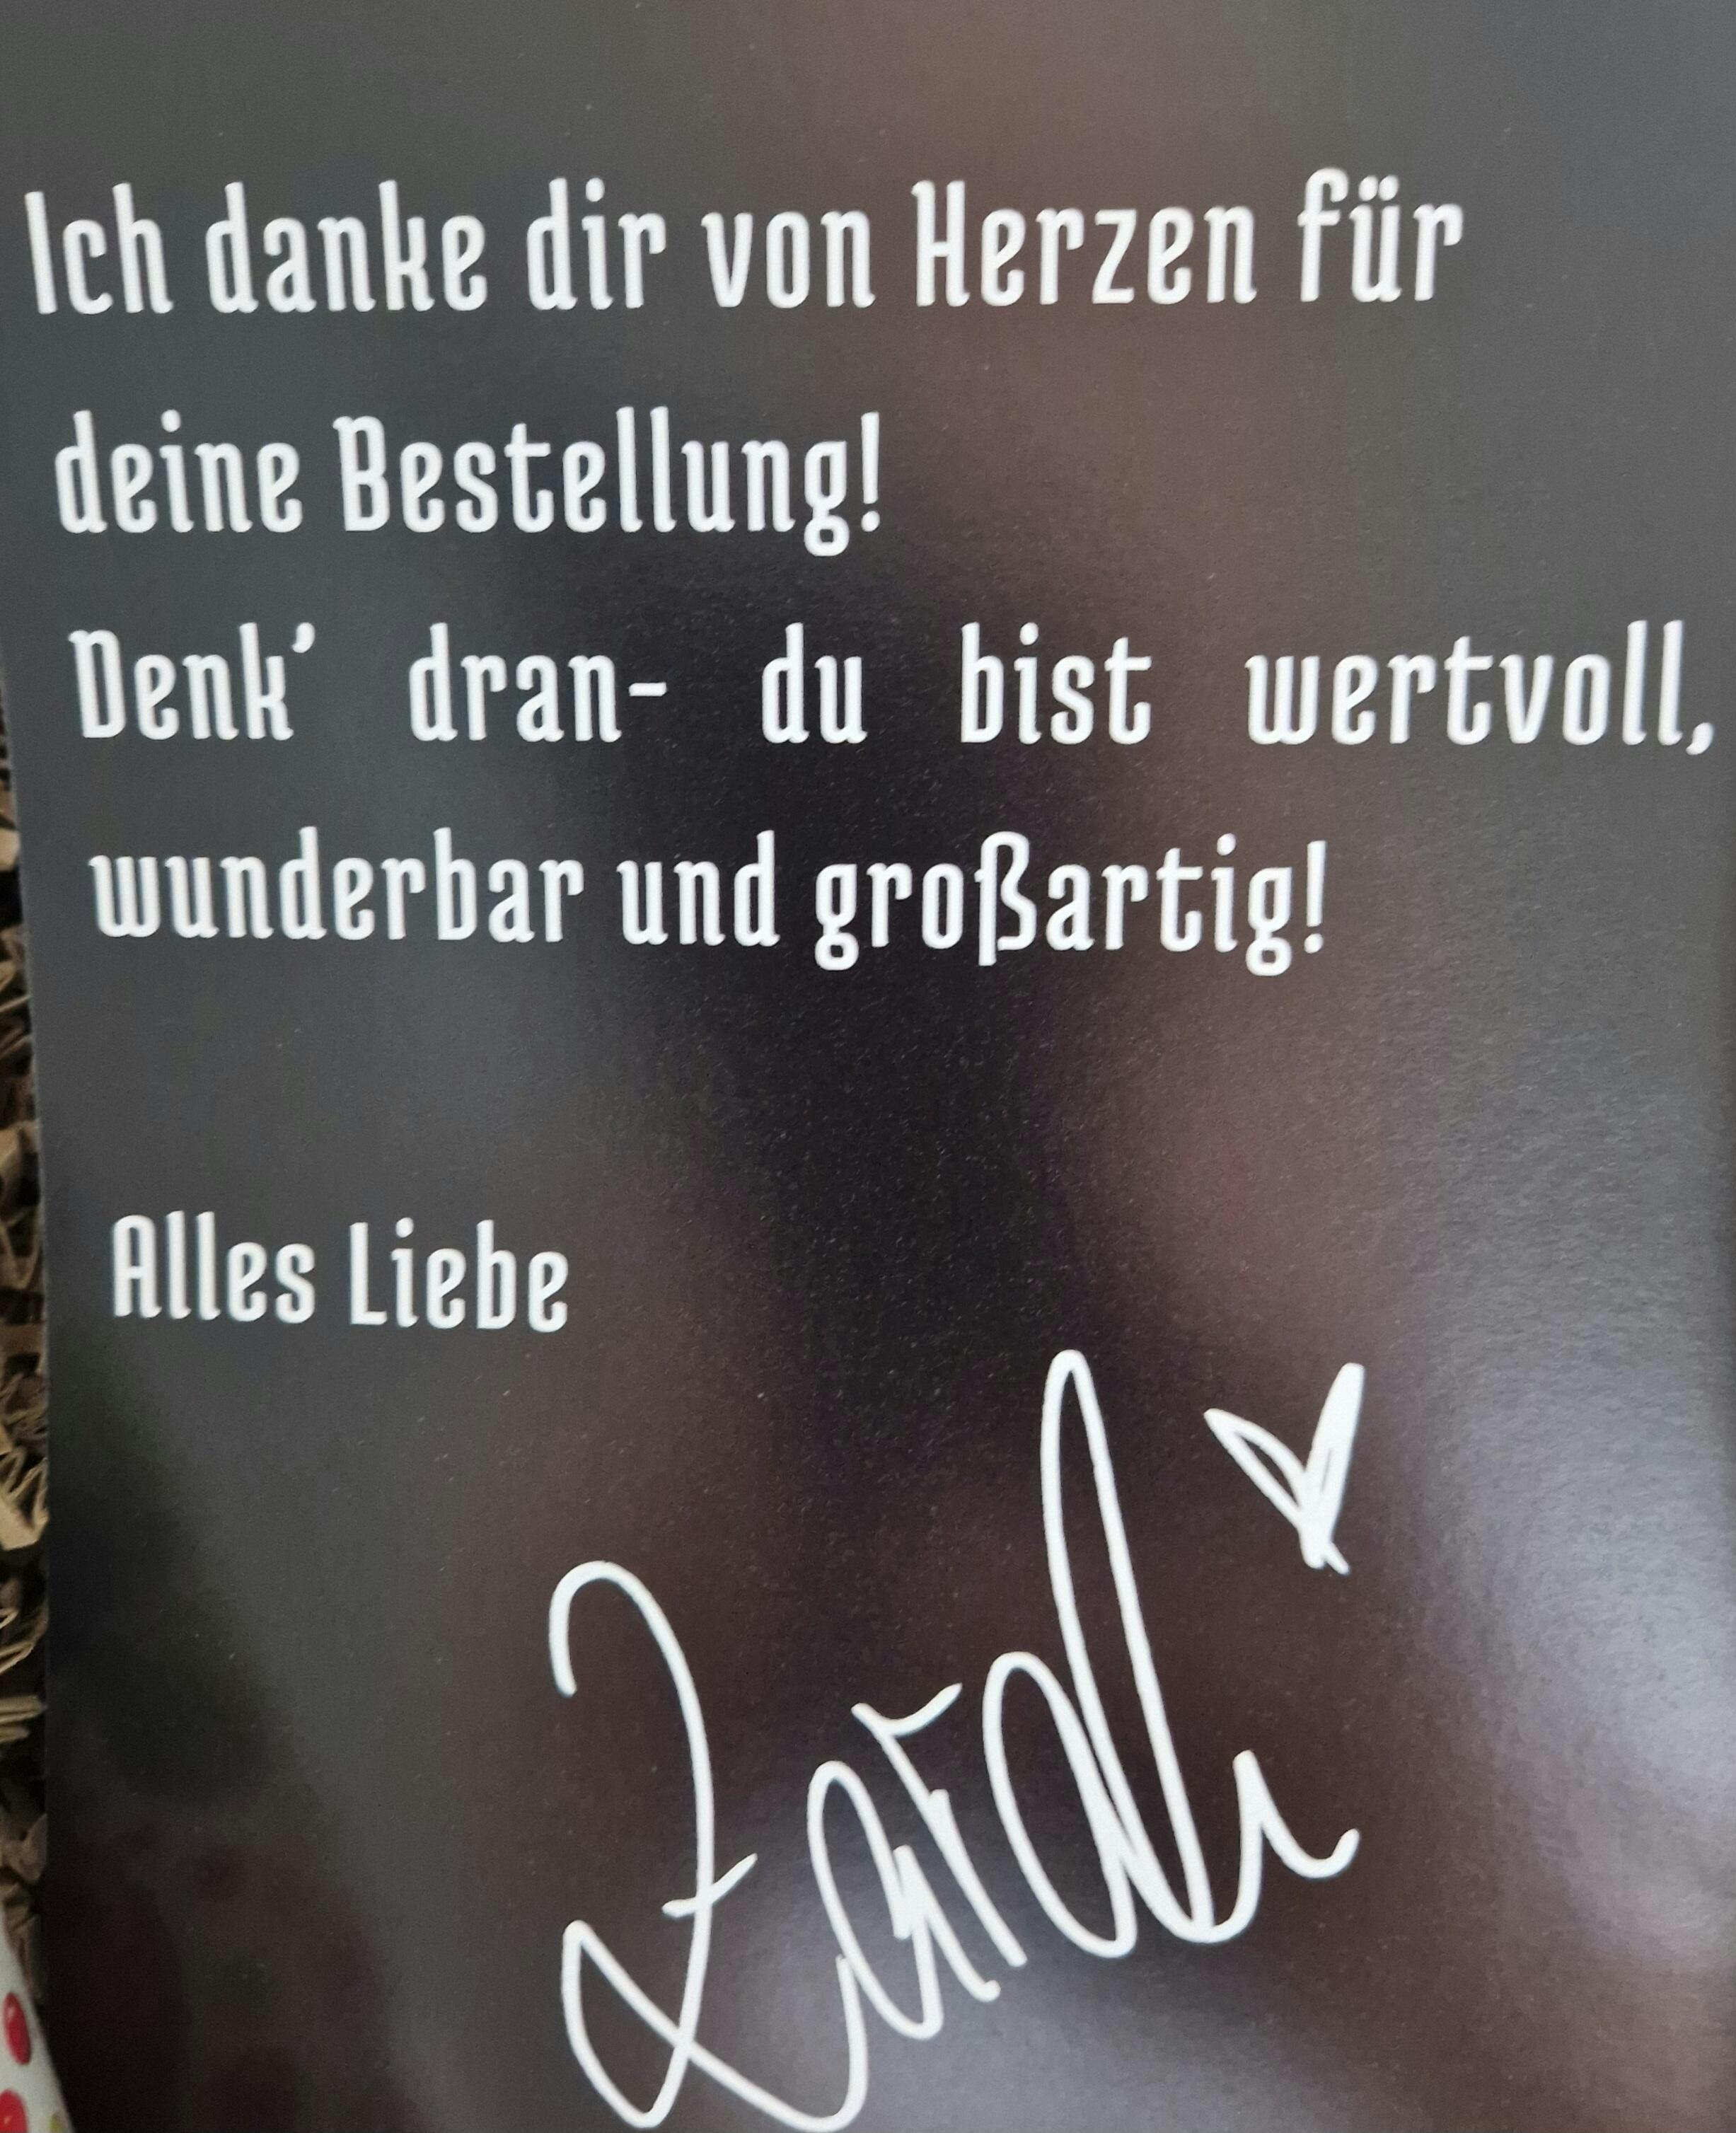 Ich danke dir von Herzen für
deine Bestellung!
Denk’ dran- du bist wertvoll,
wunderbar und großartig!
Alles Liebe